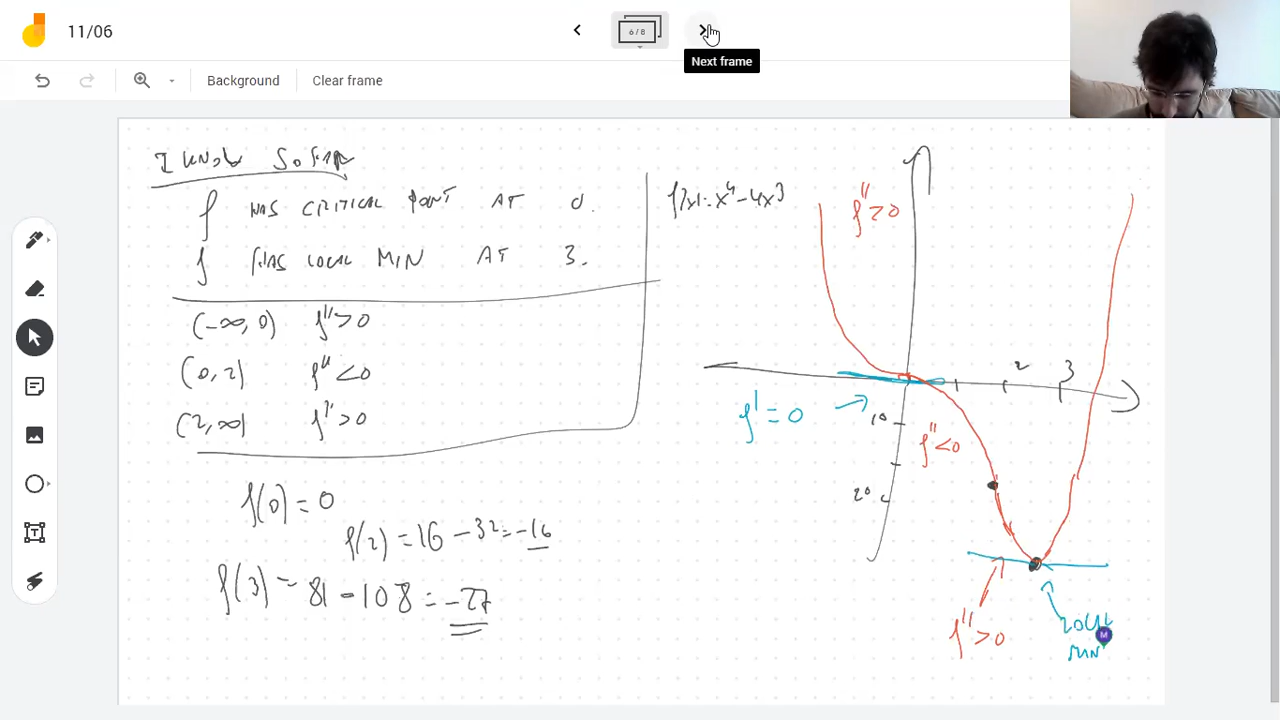 11/06
6 / 8
Next frame
Background
Clear frame
I KNOW SO FAR
f HAS CRITICAL POINT AT 0.
f HAS LOCAL MIN AT 3.
(-∞, 0) f''>0
(0, 2) f'' <0
(2, ∞) f'' >0
f(0) = 0
f(2) = 16 - 32 = -16
f(3) = 81 - 108 = -27
f(x) = x⁴ - 4x³
f'' >0
2
3
f' = 0
10
f'' <0
20
f'' >0
LOCAL
MIN
M